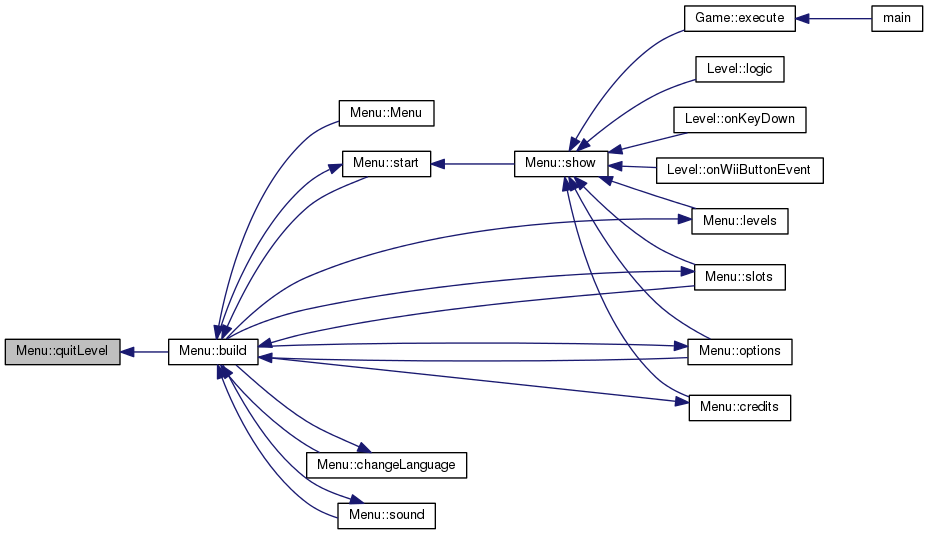 Game::execute
main
Level::logic
Menu::Menu
Level::onKeyDown
Menu::start
Menu::show
Level::onWiiButtonEvent
Menu::levels
Menu::slots
Menu::quitLevel
Menu::build
Menu::options
Menu::credits
Menu::changeLanguage
Menu::sound